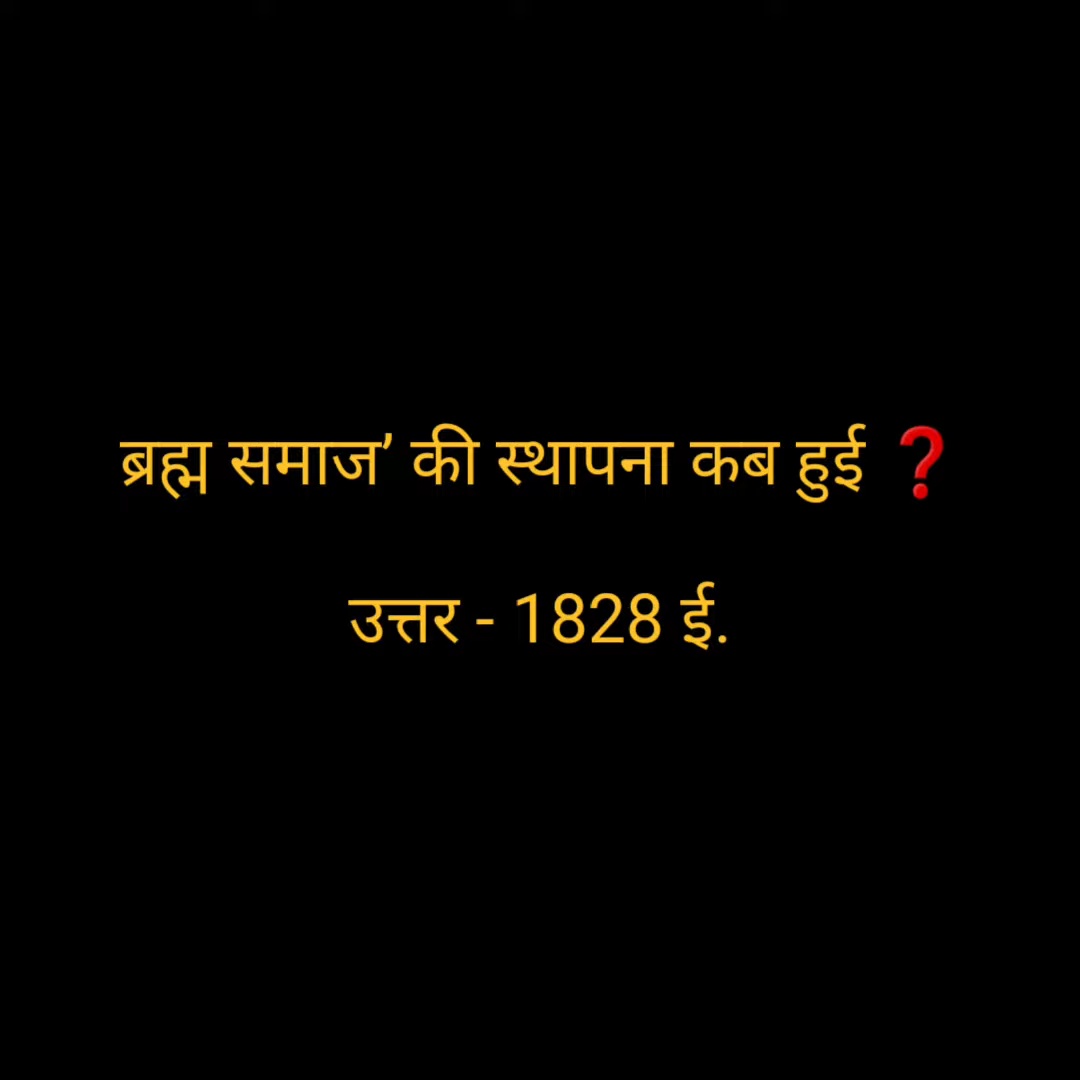 ब्रह्म समाज’ की स्थापना कब हुई ❓
उत्तर - 1828 ई.